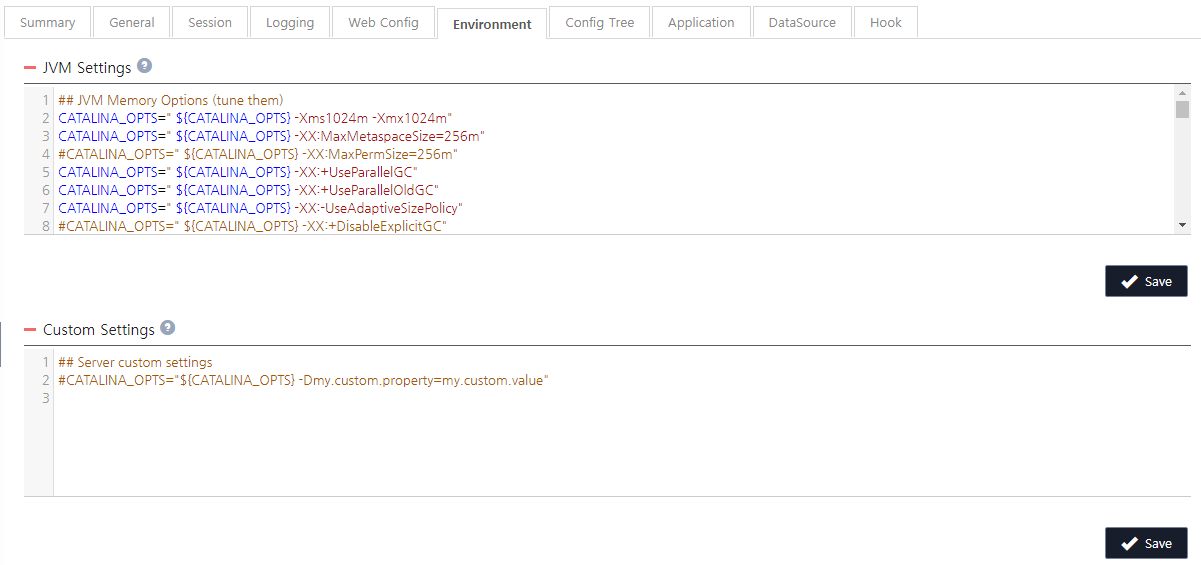 Summary General Session Logging Web Config Environment Config Tree Application DataSource Hook
JVM Settings ?
1 ## JVM Memory Options (tune them)
2 CATALINA_OPTS=" ${CATALINA_OPTS} -Xms1024m -Xmx1024m"
3 CATALINA_OPTS=" ${CATALINA_OPTS} -XX:MaxMetaspaceSize=256m"
4 #CATALINA_OPTS=" ${CATALINA_OPTS} -XX:MaxPermSize=256m"
5 CATALINA_OPTS=" ${CATALINA_OPTS} -XX:+UseParallelGC"
6 CATALINA_OPTS=" ${CATALINA_OPTS} -XX:+UseParallelOldGC"
7 CATALINA_OPTS=" ${CATALINA_OPTS} -XX:-UseAdaptiveSizePolicy"
8 #CATALINA_OPTS=" ${CATALINA_OPTS} -XX:+DisableExplicitGC"
Save
Custom Settings ?
1 ## Server custom settings
2 #CATALINA_OPTS="${CATALINA_OPTS} -Dmy.custom.property=my.custom.value"
3
Save